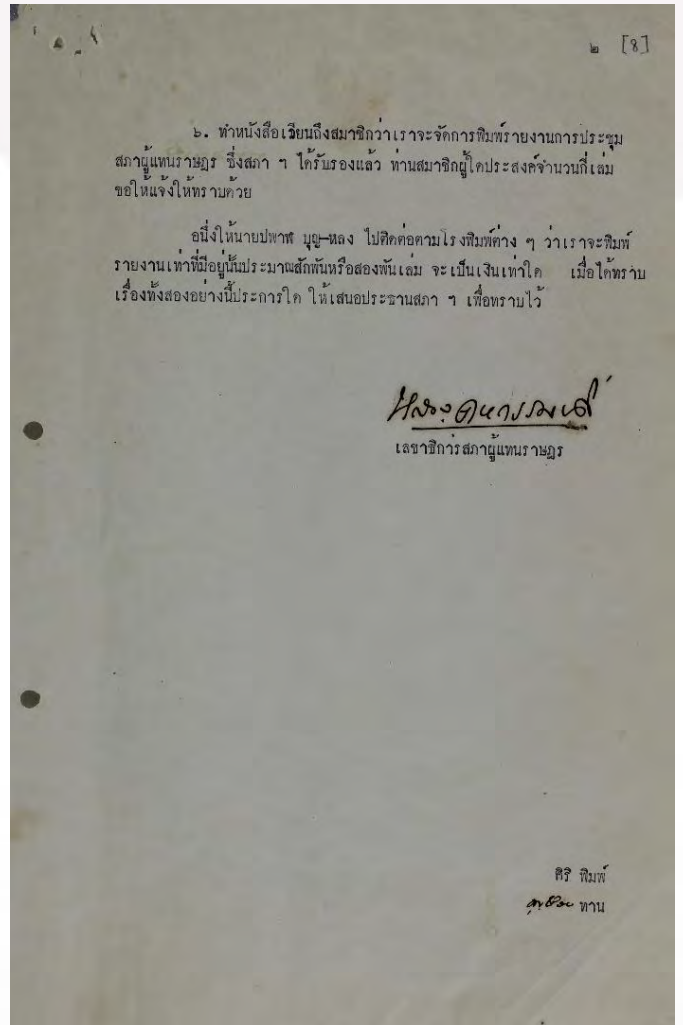 ๒ [8]
๖. ทำหนังสือเวียนถึงสมาชิกว่าเราจะจัดการพิมพ์รายงานการประชุม
สภาผู้แทนราษฎร ซึ่งสภา ฯ ได้รับรองแล้ว ท่านสมาชิกผู้ใดประสงค์จำนวนกี่เล่ม
ขอให้แจ้งให้ทราบด้วย
อนึ่งให้นายปพาฬ บุญ-หลง ไปติดต่อตามโรงพิมพ์ต่าง ๆ ว่าเราจะพิมพ์
รายงานเท่าที่มีอยู่นั้นประมาณสักพันหรือสองพันเล่ม จะเป็นเงินเท่าใด เมื่อได้ทราบ
เรื่องทั้งสองอย่างนี้ประการใด ให้เสนอประธานสภา ฯ เพื่อทราบไว้
เลขาธิการสภาผู้แทนราษฎร
ศิริ พิมพ์
ทาน